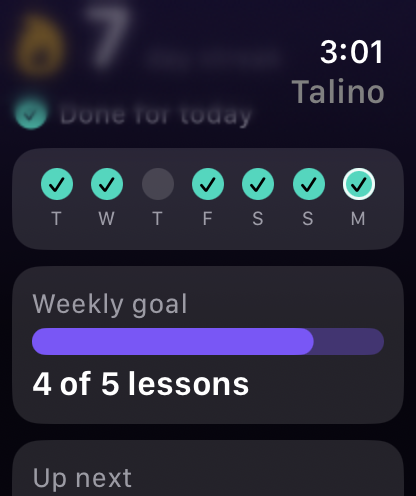 7
3:01
Talino
Done for today
T W T F S S M
Weekly goal
4 of 5 lessons
Up next